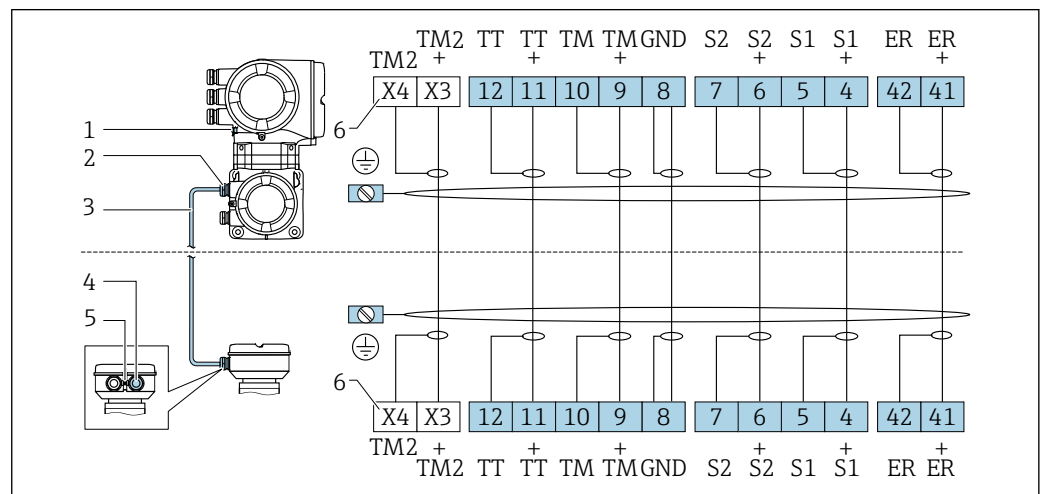 TM2 TT TT TM TM GND S2 S2 S1 S1 ER ER
TM2 + + + + + +
X4 X3 12 11 10 9 8 7 6 5 4 42 41
6
1
2
3
4
5
6
X4 X3 12 11 10 9 8 7 6 5 4 42 41
TM2 + + + + + +
TM2 TT TT TM TM GND S2 S2 S1 S1 ER ER